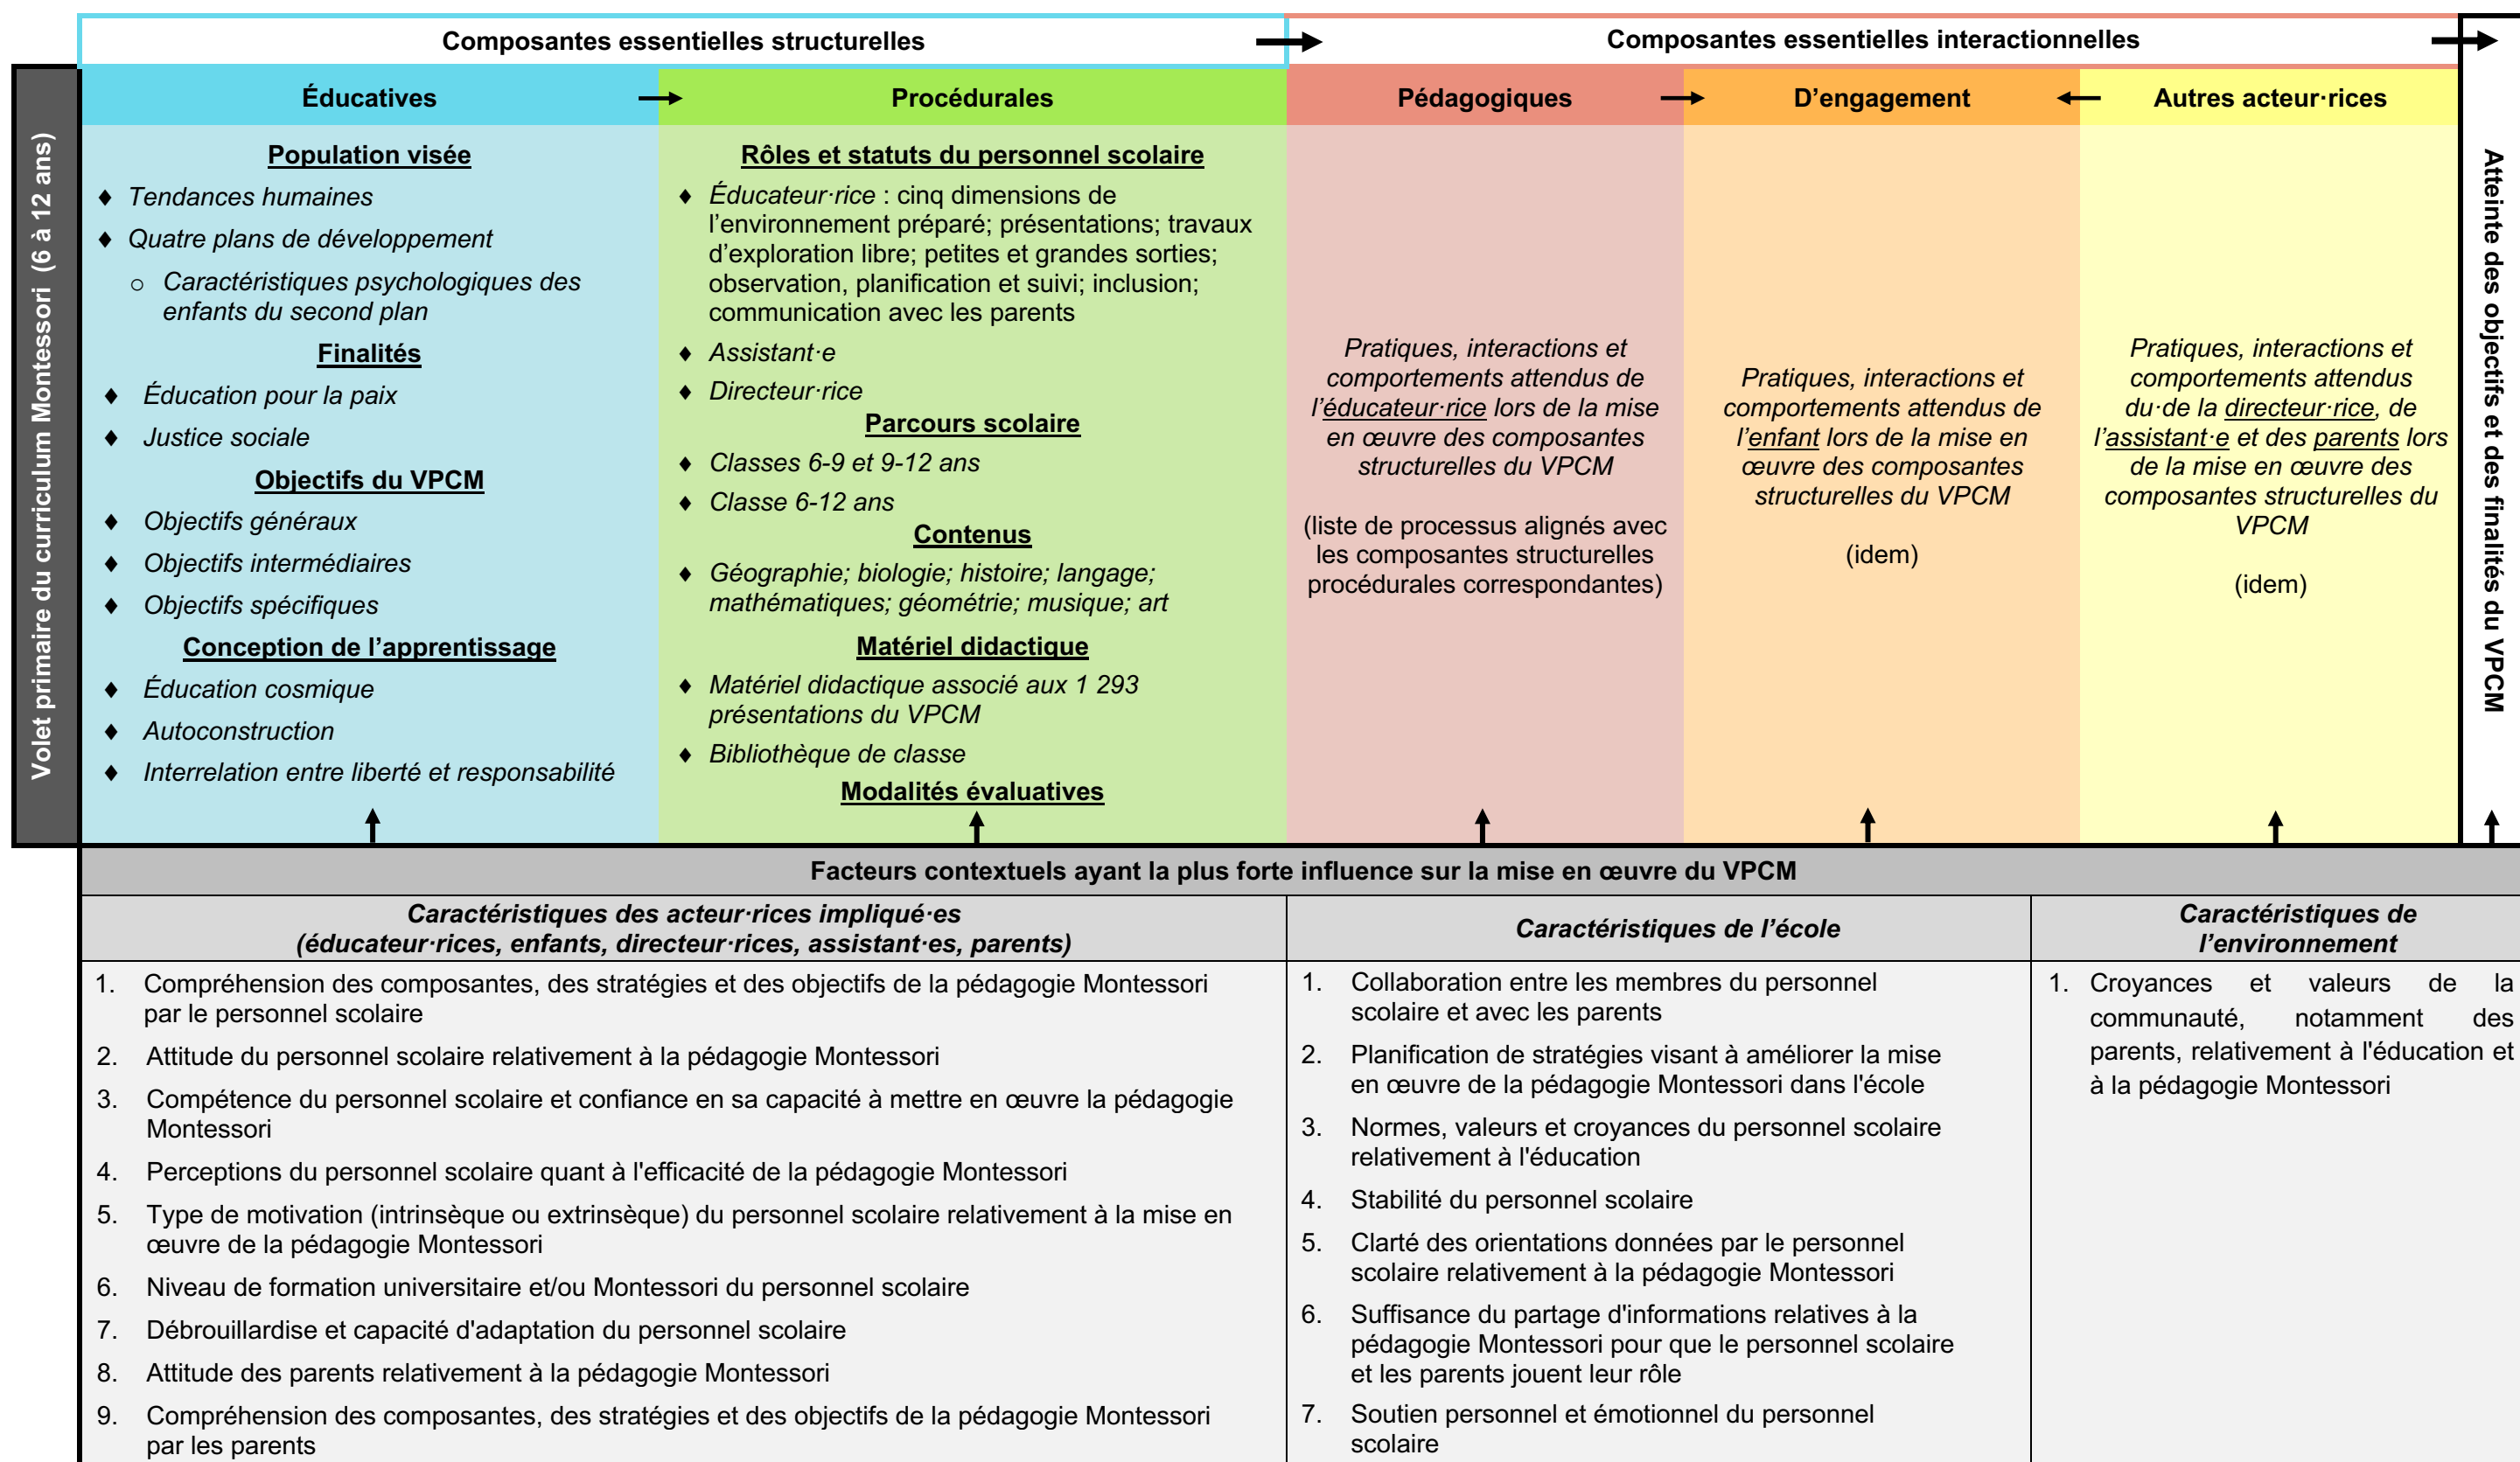 Composantes essentielles structurelles
Composantes essentielles interactionnelles
Volet primaire du curriculum Montessori (6 à 12 ans)
Éducatives
Procédurales
Pédagogiques
D’engagement
Autres acteur·rices
Population visée
♦ Tendances humaines
♦ Quatre plans de développement
o Caractéristiques psychologiques des
enfants du second plan
Finalités
♦ Éducation pour la paix
♦ Justice sociale
Objectifs du VPCM
♦ Objectifs généraux
♦ Objectifs intermédiaires
♦ Objectifs spécifiques
Conception de l’apprentissage
♦ Éducation cosmique
♦ Autoconstruction
♦ Interrelation entre liberté et responsabilité
Rôles et statuts du personnel scolaire
♦ Éducateur·rice : cinq dimensions de
l’environnement préparé; présentations; travaux
d’exploration libre; petites et grandes sorties;
observation, planification et suivi; inclusion;
communication avec les parents
♦ Assistant·e
♦ Directeur·rice
Parcours scolaire
♦ Classes 6-9 et 9-12 ans
♦ Classe 6-12 ans
Contenus
♦ Géographie; biologie; histoire; langage;
mathématiques; géométrie; musique; art
Matériel didactique
♦ Matériel didactique associé aux 1 293
présentations du VPCM
♦ Bibliothèque de classe
Modalités évaluatives
Pratiques, interactions et
comportements attendus de
l’éducateur·rice lors de la mise
en œuvre des composantes
structurelles du VPCM
(liste de processus alignés avec
les composantes structurelles
procédurales correspondantes)
Pratiques, interactions et
comportements attendus de
l’enfant lors de la mise en
œuvre des composantes
structurelles du VPCM
(idem)
Pratiques, interactions et
comportements attendus
du·de la directeur·rice, de
l’assistant·e et des parents lors
de la mise en œuvre des
composantes structurelles du
VPCM
(idem)
Atteinte des objectifs et des finalités du VPCM
Facteurs contextuels ayant la plus forte influence sur la mise en œuvre du VPCM
Caractéristiques des acteur·rices impliqué·es
(éducateur·rices, enfants, directeur·rices, assistant·es, parents)
1. Compréhension des composantes, des stratégies et des objectifs de la pédagogie Montessori
par le personnel scolaire
2. Attitude du personnel scolaire relativement à la pédagogie Montessori
3. Compétence du personnel scolaire et confiance en sa capacité à mettre en œuvre la pédagogie
Montessori
4. Perceptions du personnel scolaire quant à l'efficacité de la pédagogie Montessori
5. Type de motivation (intrinsèque ou extrinsèque) du personnel scolaire relativement à la mise en
œuvre de la pédagogie Montessori
6. Niveau de formation universitaire et/ou Montessori du personnel scolaire
7. Débrouillardise et capacité d'adaptation du personnel scolaire
8. Attitude des parents relativement à la pédagogie Montessori
9. Compréhension des composantes, des stratégies et des objectifs de la pédagogie Montessori
par les parents
Caractéristiques de l’école
1. Collaboration entre les membres du personnel
scolaire et avec les parents
2. Planification de stratégies visant à améliorer la mise
en œuvre de la pédagogie Montessori dans l'école
3. Normes, valeurs et croyances du personnel scolaire
relativement à l'éducation
4. Stabilité du personnel scolaire
5. Clarté des orientations données par le personnel
scolaire relativement à la pédagogie Montessori
6. Suffisance du partage d'informations relatives à la
pédagogie Montessori pour que le personnel scolaire
et les parents jouent leur rôle
7. Soutien personnel et émotionnel du personnel
scolaire
Caractéristiques de
l’environnement
1. Croyances et valeurs de la
communauté, notamment des
parents, relativement à l'éducation et
à la pédagogie Montessori